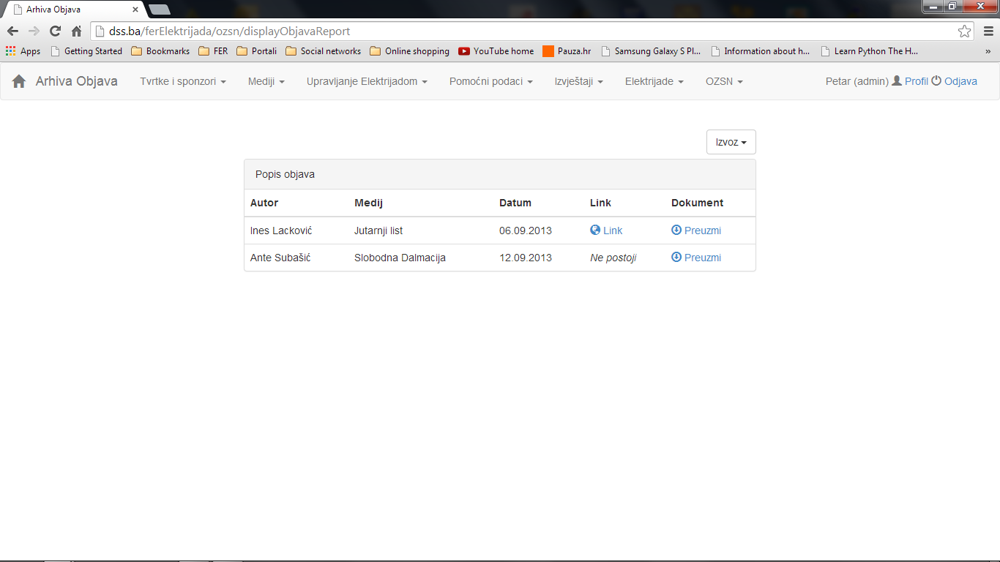 Arhiva Objava
dss.ba/ferElektrijada/ozsn/displayObjavaReport
Apps Getting Started Bookmarks FER Portali Social networks Online shopping YouTube home Pauza.hr Samsung Galaxy S Pl... Information about h... Learn Python The H... »
Arhiva Objava Tvrtke i sponzori Mediji Upravljanje Elektrijadom Pomoćni podaci Izvještaji Elektrijade OZSN Petar (admin) Profil Odjava
Izvoz
Popis objava
Autor Medij Datum Link Dokument
Ines Lacković Jutarnji list 06.09.2013 Link Preuzmi
Ante Subašić Slobodna Dalmacija 12.09.2013 Ne postoji Preuzmi